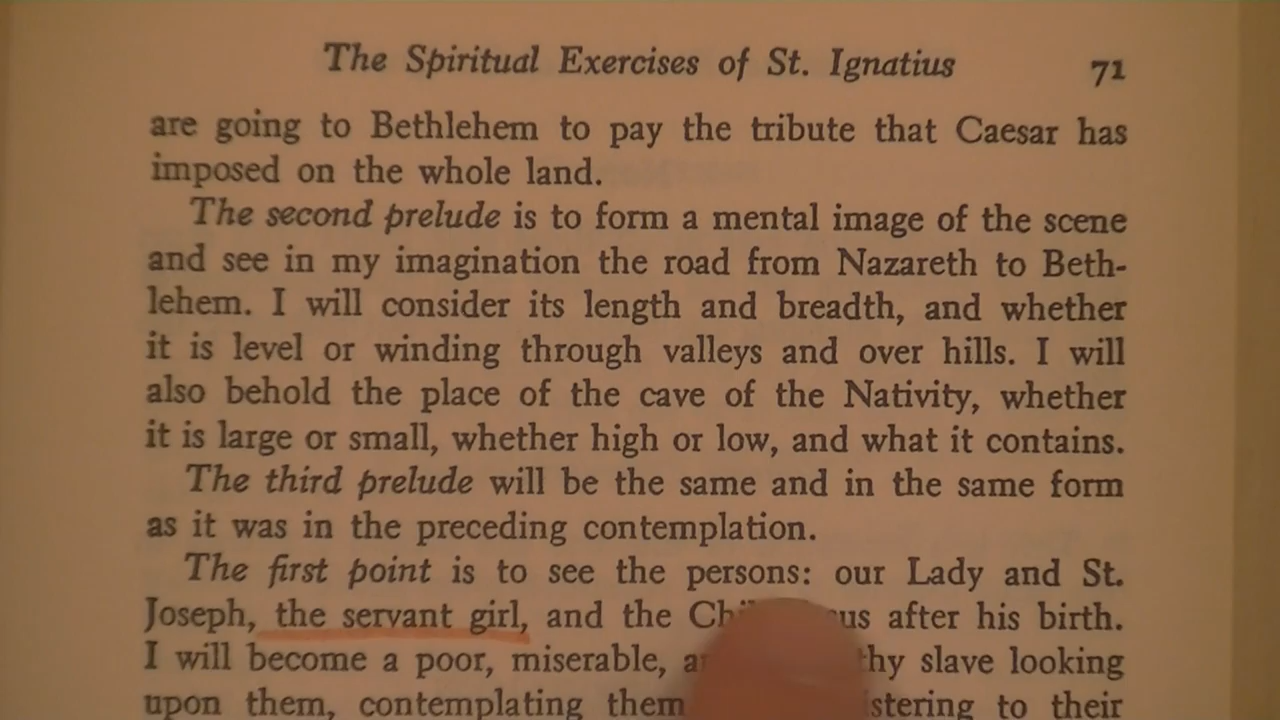 The Spiritual Exercises of St. Ignatius 71
are going to Bethlehem to pay the tribute that Caesar has
imposed on the whole land.
The second prelude is to form a mental image of the scene
and see in my imagination the road from Nazareth to Beth-
lehem. I will consider its length and breadth, and whether
it is level or winding through valleys and over hills. I will
also behold the place of the cave of the Nativity, whether
it is large or small, whether high or low, and what it contains.
The third prelude will be the same and in the same form
as it was in the preceding contemplation.
The first point is to see the persons: our Lady and St.
Joseph, the servant girl, and the after his birth.
I will become a poor, miserable, slave looking
upon them, contemplating them to their